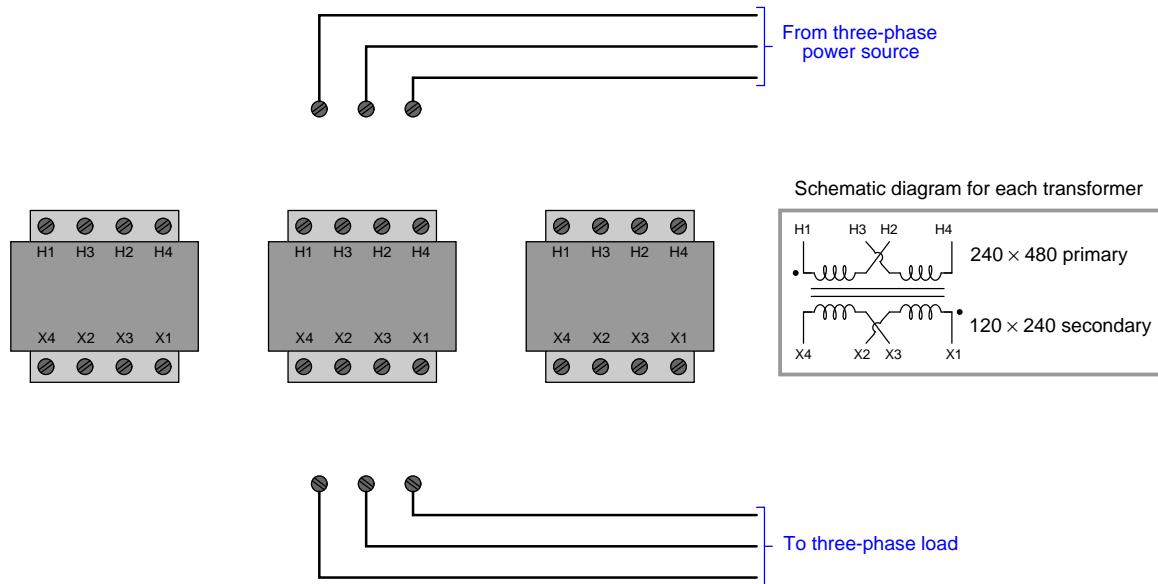 From three-phase
power source
Schematic diagram for each transformer
H1 H3 H2 H4
H1 H3 H2 H4
H1 H3 H2 H4
H1 H3 H2 H4
240 × 480 primary
120 × 240 secondary
X4 X2 X3 X1
X4 X2 X3 X1
X4 X2 X3 X1
X4 X2 X3 X1
To three-phase load